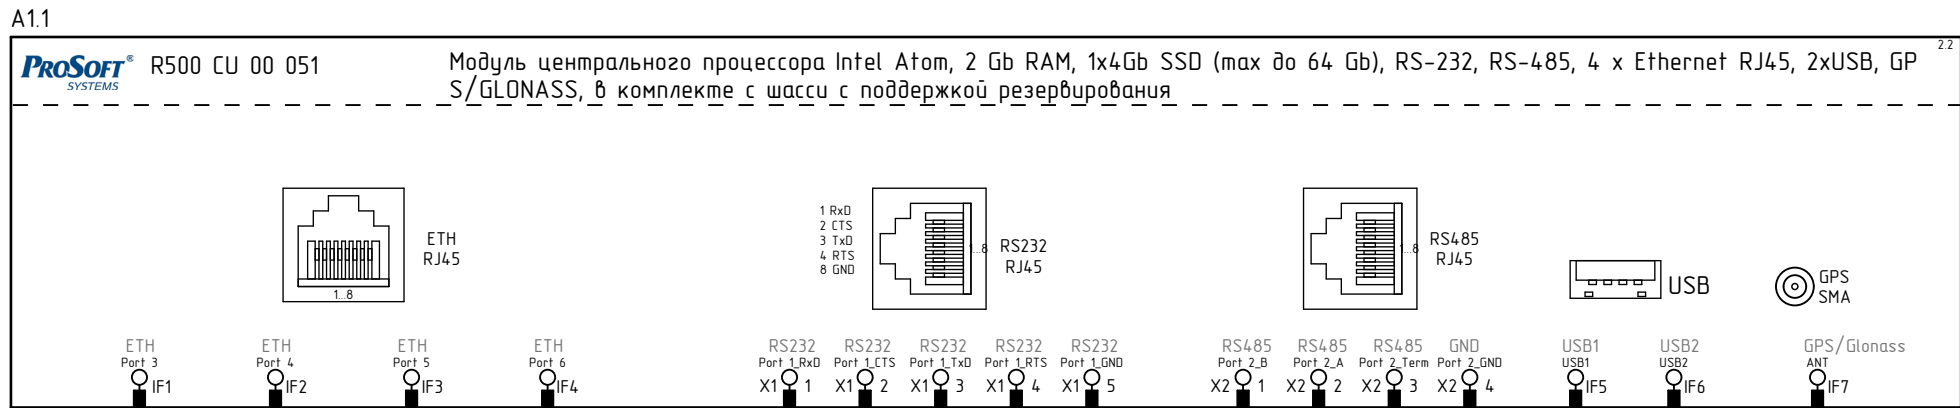 A1.1
2.2
PROSOFT® SYSTEMS
R500 CU 00 051
Модуль центрального процессора Intel Atom, 2 Gb RAM, 1x4Gb SSD (max до 64 Gb), RS-232, RS-485, 4 x Ethernet RJ45, 2xUSB, GP
S/GLONASS, в комплекте с шасси с поддержкой резервирования
ETH
RJ45
1...8
1 RxD
2 CTS
3 TxD
4 RTS
8 GND
1...8
RS232
RJ45
1...8
RS485
RJ45
USB
GPS
SMA
ETH ETH ETH ETH RS232 RS232 RS232 RS232 RS232 RS485 RS485 RS485 GND USB1 USB2 GPS/Glonass
Port 3 Port 4 Port 5 Port 6 Port 1_RxD Port 1_CTS Port 1_TxD Port 1_RTS Port 1_GND Port 2_B Port 2_A Port 2_Term Port 2_GND USB1 USB2 ANT
IF1 IF2 IF3 IF4 X1 1 X1 2 X1 3 X1 4 X1 5 X2 1 X2 2 X2 3 X2 4 IF5 IF6 IF7